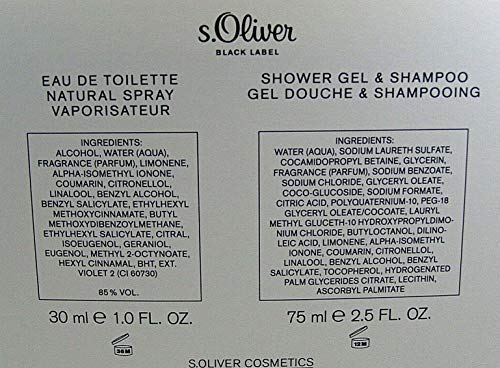 s.Oliver
BLACK LABEL
EAU DE TOILETTE
NATURAL SPRAY
VAPORISATEUR
INGREDIENTS:
ALCOHOL, WATER (AQUA),
FRAGRANCE (PARFUM), LIMONENE,
ALPHA-ISOMETHYL IONONE,
COUMARIN, CITRONELLOL,
LINALOOL, BENZYL ALCOHOL,
BENZYL SALICYLATE, ETHYLHEXYL
METHOXYCINNAMATE, BUTYL
METHOXYDIBENZOYLMETHANE,
ETHYLHEXYL SALICYLATE, CITRAL,
ISOEUGENOL, GERANIOL,
EUGENOL, METHYL 2-OCTYNOATE,
HEXYL CINNAMAL, BHT, EXT.
VIOLET 2 (CI 60730)
85% VOL.
30 ml e 1.0 FL. OZ.
36 M
SHOWER GEL & SHAMPOO
GEL DOUCHE & SHAMPOOING
INGREDIENTS:
WATER (AQUA), SODIUM LAURETH SULFATE,
COCAMIDOPROPYL BETAINE, GLYCERIN,
FRAGRANCE (PARFUM), SODIUM BENZOATE,
SODIUM CHLORIDE, GLYCERYL OLEATE,
COCO-GLUCOSIDE, SODIUM FORMATE,
CITRIC ACID, POLYQUATERNIUM-10, PEG-18
GLYCERYL OLEATE/COCOATE, LAURYL
METHYL GLUCETH-10 HYDROXYPROPYLDIMO-
NIUM CHLORIDE, BUTYLOCTANOL, DILINO-
LEIC ACID, LIMONENE, ALPHA-ISOMETHYL
IONONE, COUMARIN, CITRONELLOL,
LINALOOL, BENZYL ALCOHOL, BENZYL
SALICYLATE, TOCOPHEROL, HYDROGENATED
PALM GLYCERIDES CITRATE, LECITHIN,
ASCORBYL PALMITATE
75 ml e 2.5 FL. OZ.
12 M
S.OLIVER COSMETICS